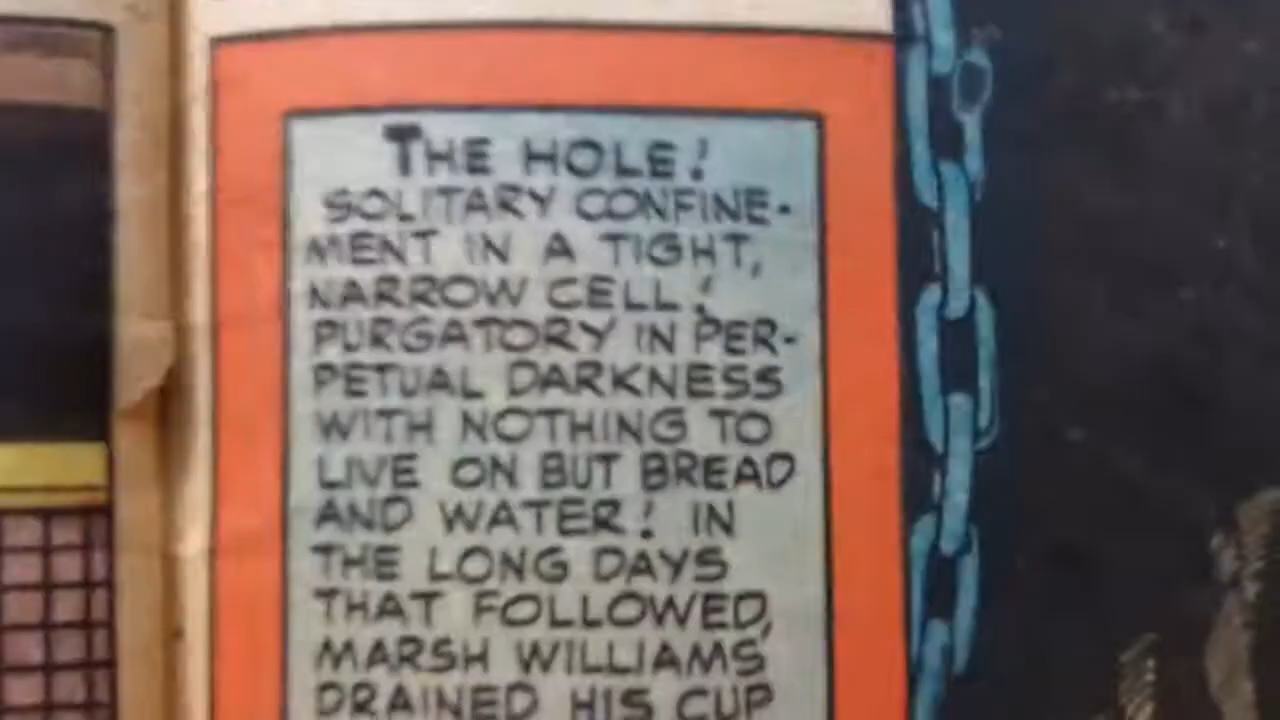 THE HOLE!
SOLITARY CONFINE-
MENT IN A TIGHT,
NARROW CELL!
PURGATORY IN PER-
PETUAL DARKNESS
WITH NOTHING TO
LIVE ON BUT BREAD
AND WATER! IN
THE LONG DAYS
THAT FOLLOWED,
MARSH WILLIAMS
DRAINED HIS CUP